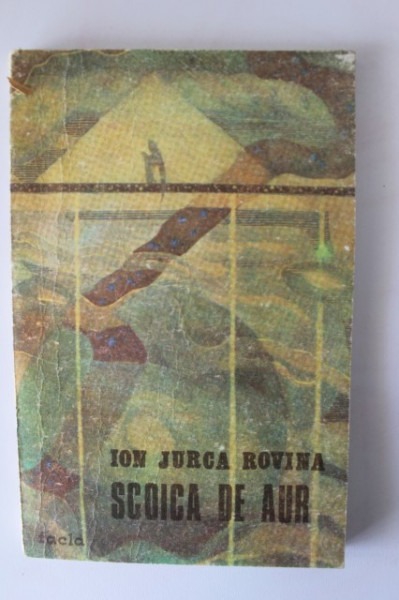 ION JURCA ROVINA
SCOICA DE AUR
facla